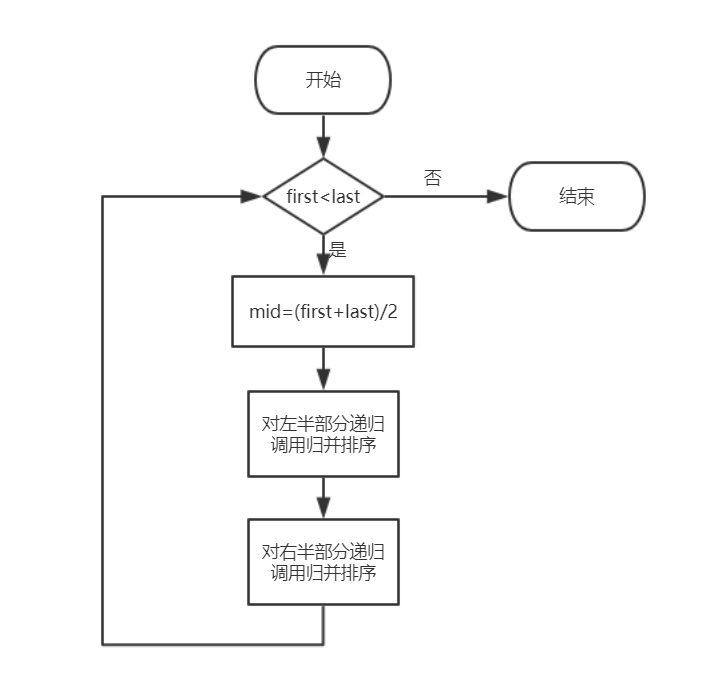 开始
first<last
否
结束
是
mid=(first+last)/2
对左半部分递归
调用归并排序
对右半部分递归
调用归并排序